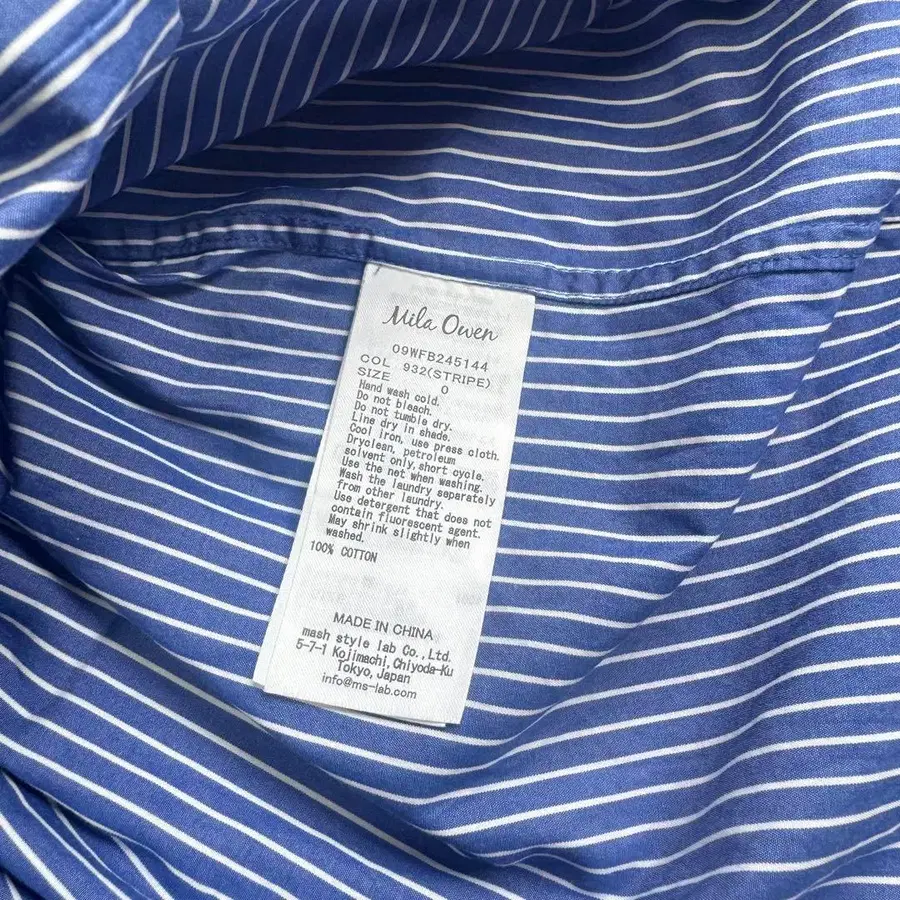 Mila Owen
09WFB245144
COL 932(STRIPE)
SIZE 0
Hand wash cold.
Do not bleach.
Do not tumble dry.
Line dry in shade.
Cool iron, use press cloth.
Dryclean, petroleum
solvent only, short cycle.
Use the net when washing.
Wash the laundry separately
from other laundry.
Use detergent that does not
contain fluorescent agent.
May shrink slightly when
washed.
100% COTTON
MADE IN CHINA
mash style lab Co., Ltd.
5-7-1 Kojimachi, Chiyoda-Ku
Tokyo, Japan
info@ms-lab.com